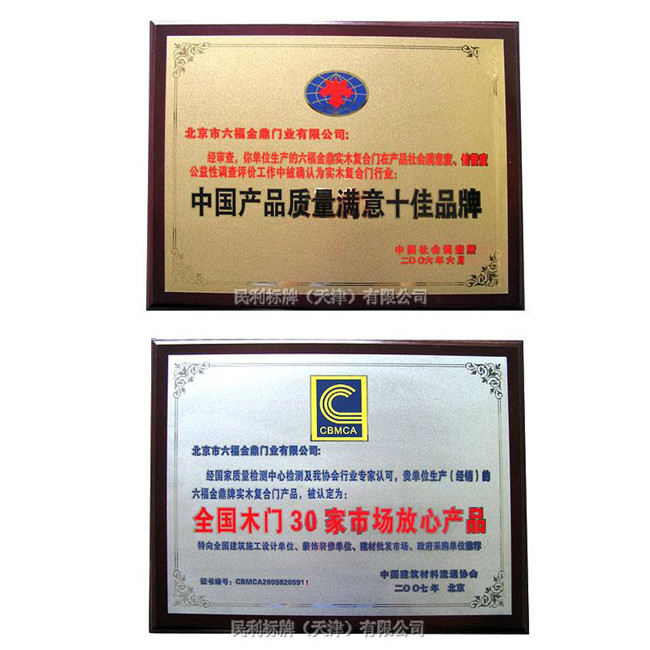 北京市六福金鼎门业有限公司:
经审查，你单位生产的六福金鼎实木复合门在产品社会满意度、信誉度
公益性调查评价工作中被确认为实木复合门行业:
中国产品质量满意十佳品牌
中国社会调查所
二〇〇六年六月
民利标牌（天津）有限公司
CBMCA
北京市六福金鼎门业有限公司:
经国家质量检测中心检测及我协会行业专家认可，贵单位生产（经销）的
六福金鼎牌实木复合门产品，被认定为:
全国木门 30 家市场放心产品
特向全国建筑施工设计单位、装饰装修单位、建材批发市场、政府采购单位推荐
中国建筑材料流通协会
证书编号: CBMCA20050205911
二〇〇七年 北京
民利标牌（天津）有限公司